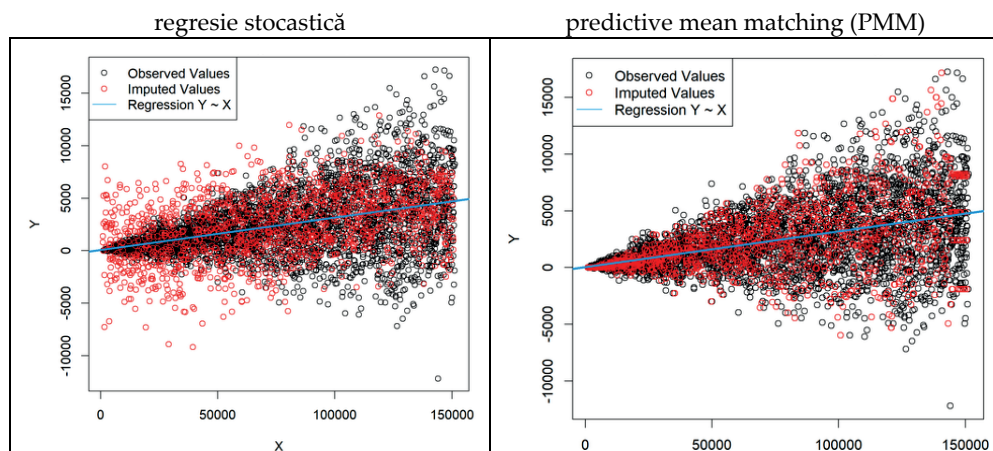 regresie stocastică
predictive mean matching (PMM)
Observed Values
Imputed Values
Regression Y ~ X
15000
10000
5000
0
-5000
-10000
Y
0
50000
100000
150000
X
Observed Values
Imputed Values
Regression Y ~ X
15000
10000
5000
0
-5000
-10000
Y
0
50000
100000
150000